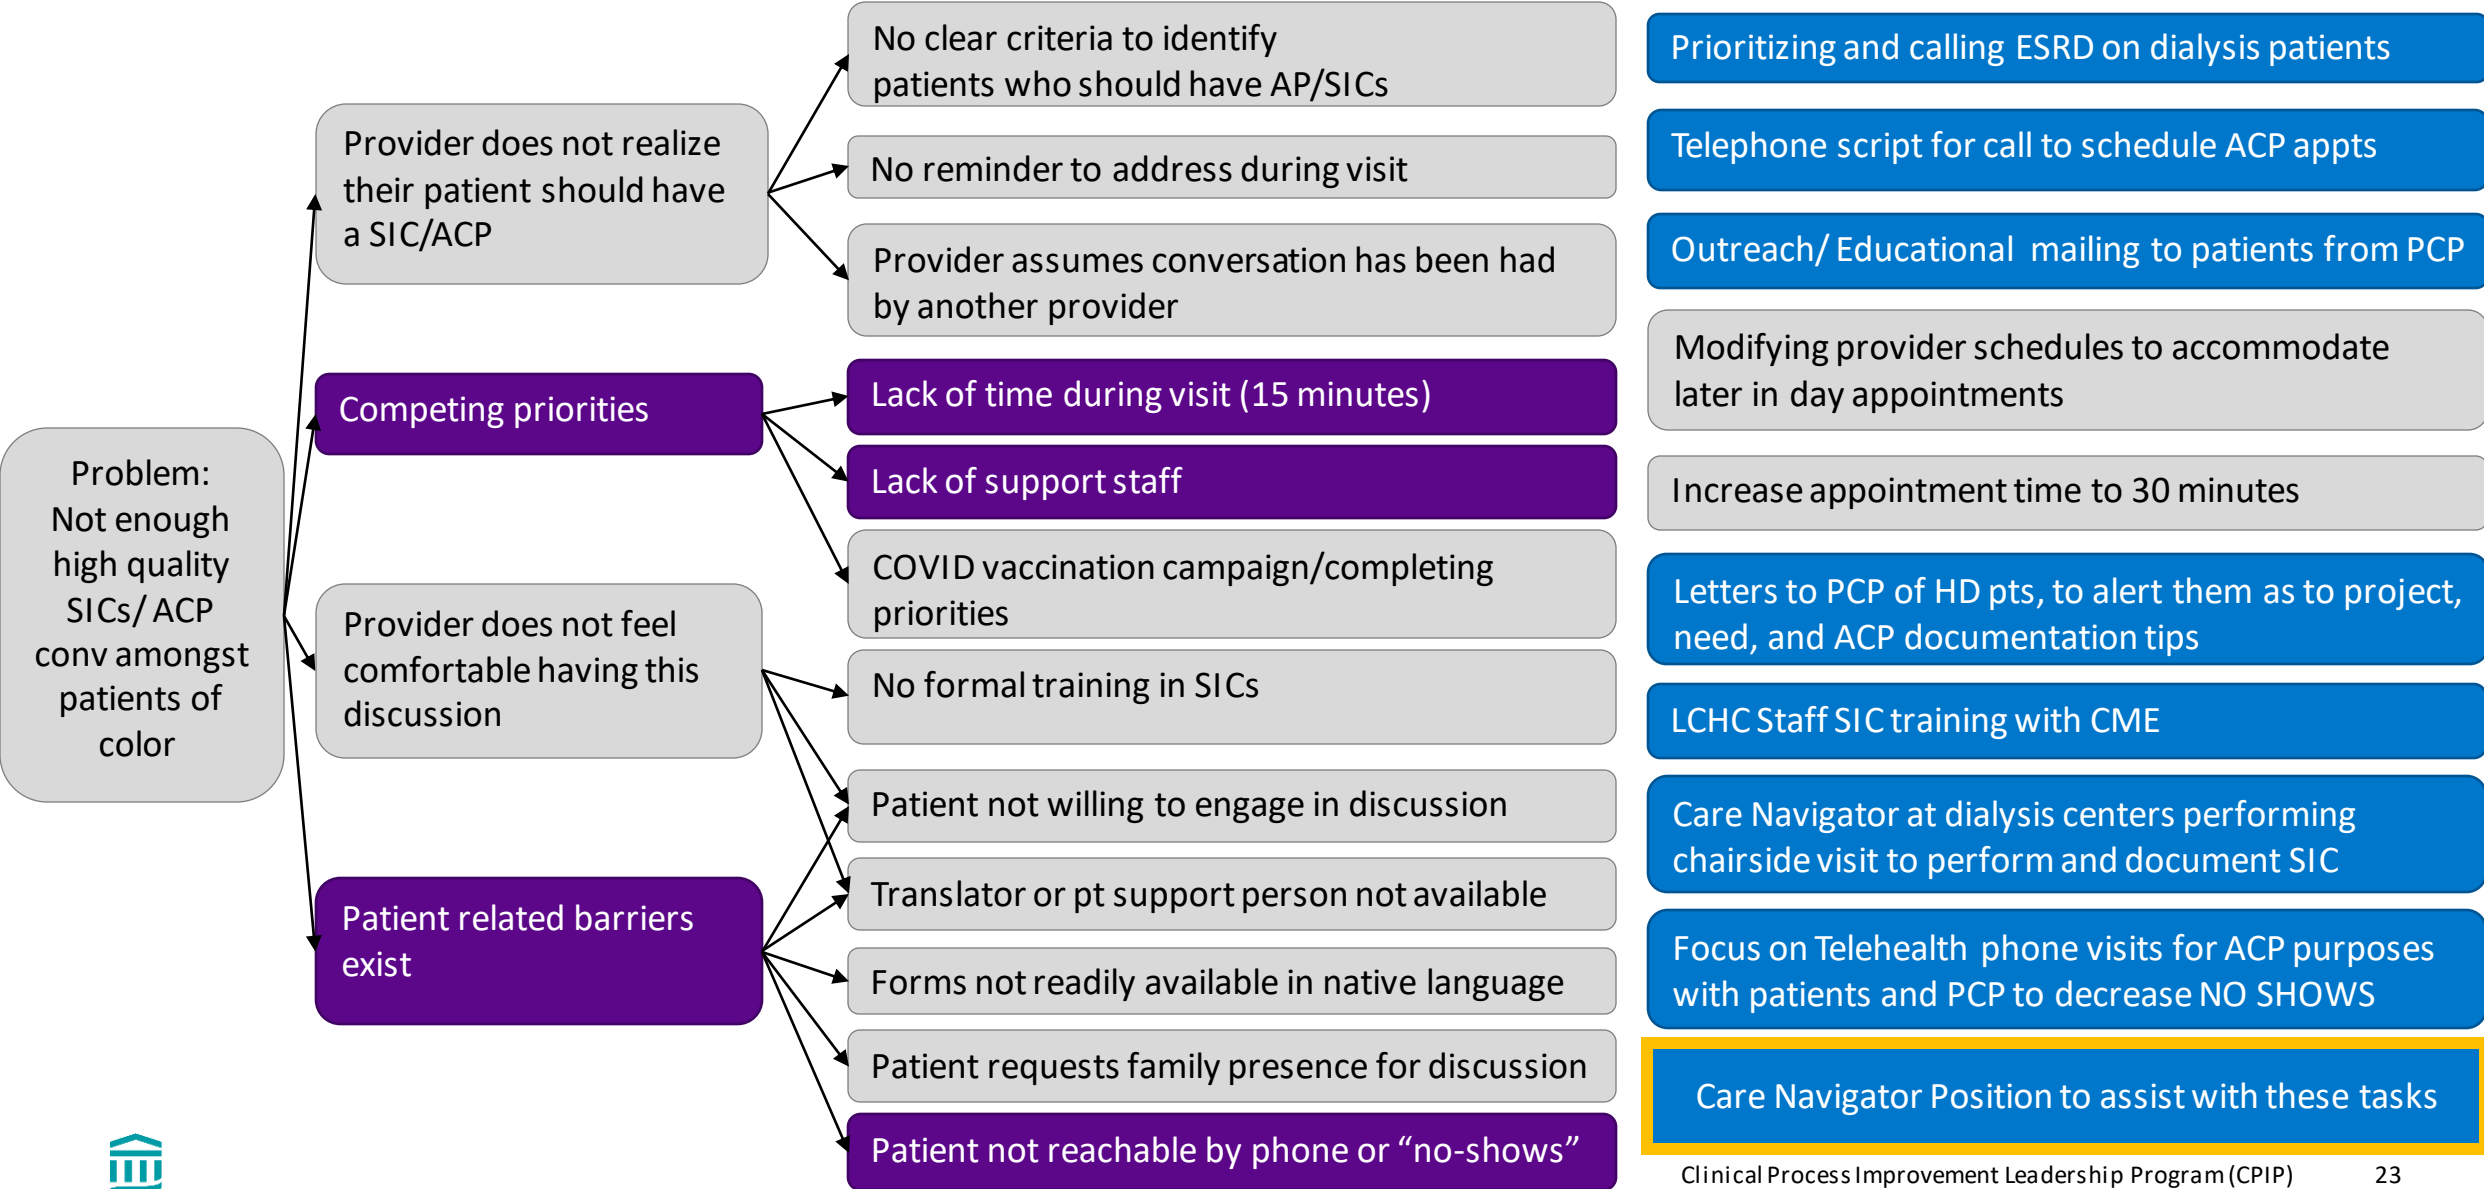 Problem:
Not enough
high quality
SICs/ ACP
conv amongst
patients of
color
Provider does not realize
their patient should have
a SIC/ACP
Competing priorities
Provider does not feel
comfortable having this
discussion
Patient related barriers
exist
No clear criteria to identify
patients who should have AP/SICs
No reminder to address during visit
Provider assumes conversation has been had
by another provider
Lack of time during visit (15 minutes)
Lack of support staff
COVID vaccination campaign/completing
priorities
No formal training in SICs
Patient not willing to engage in discussion
Translator or pt support person not available
Forms not readily available in native language
Patient requests family presence for discussion
Patient not reachable by phone or “no-shows”
Prioritizing and calling ESRD on dialysis patients
Telephone script for call to schedule ACP appts
Outreach/ Educational mailing to patients from PCP
Modifying provider schedules to accommodate
later in day appointments
Increase appointment time to 30 minutes
Letters to PCP of HD pts, to alert them as to project,
need, and ACP documentation tips
LCHC Staff SIC training with CME
Care Navigator at dialysis centers performing
chairside visit to perform and document SIC
Focus on Telehealth phone visits for ACP purposes
with patients and PCP to decrease NO SHOWS
Care Navigator Position to assist with these tasks
Clinical Process Improvement Leadership Program (CPIP) 23